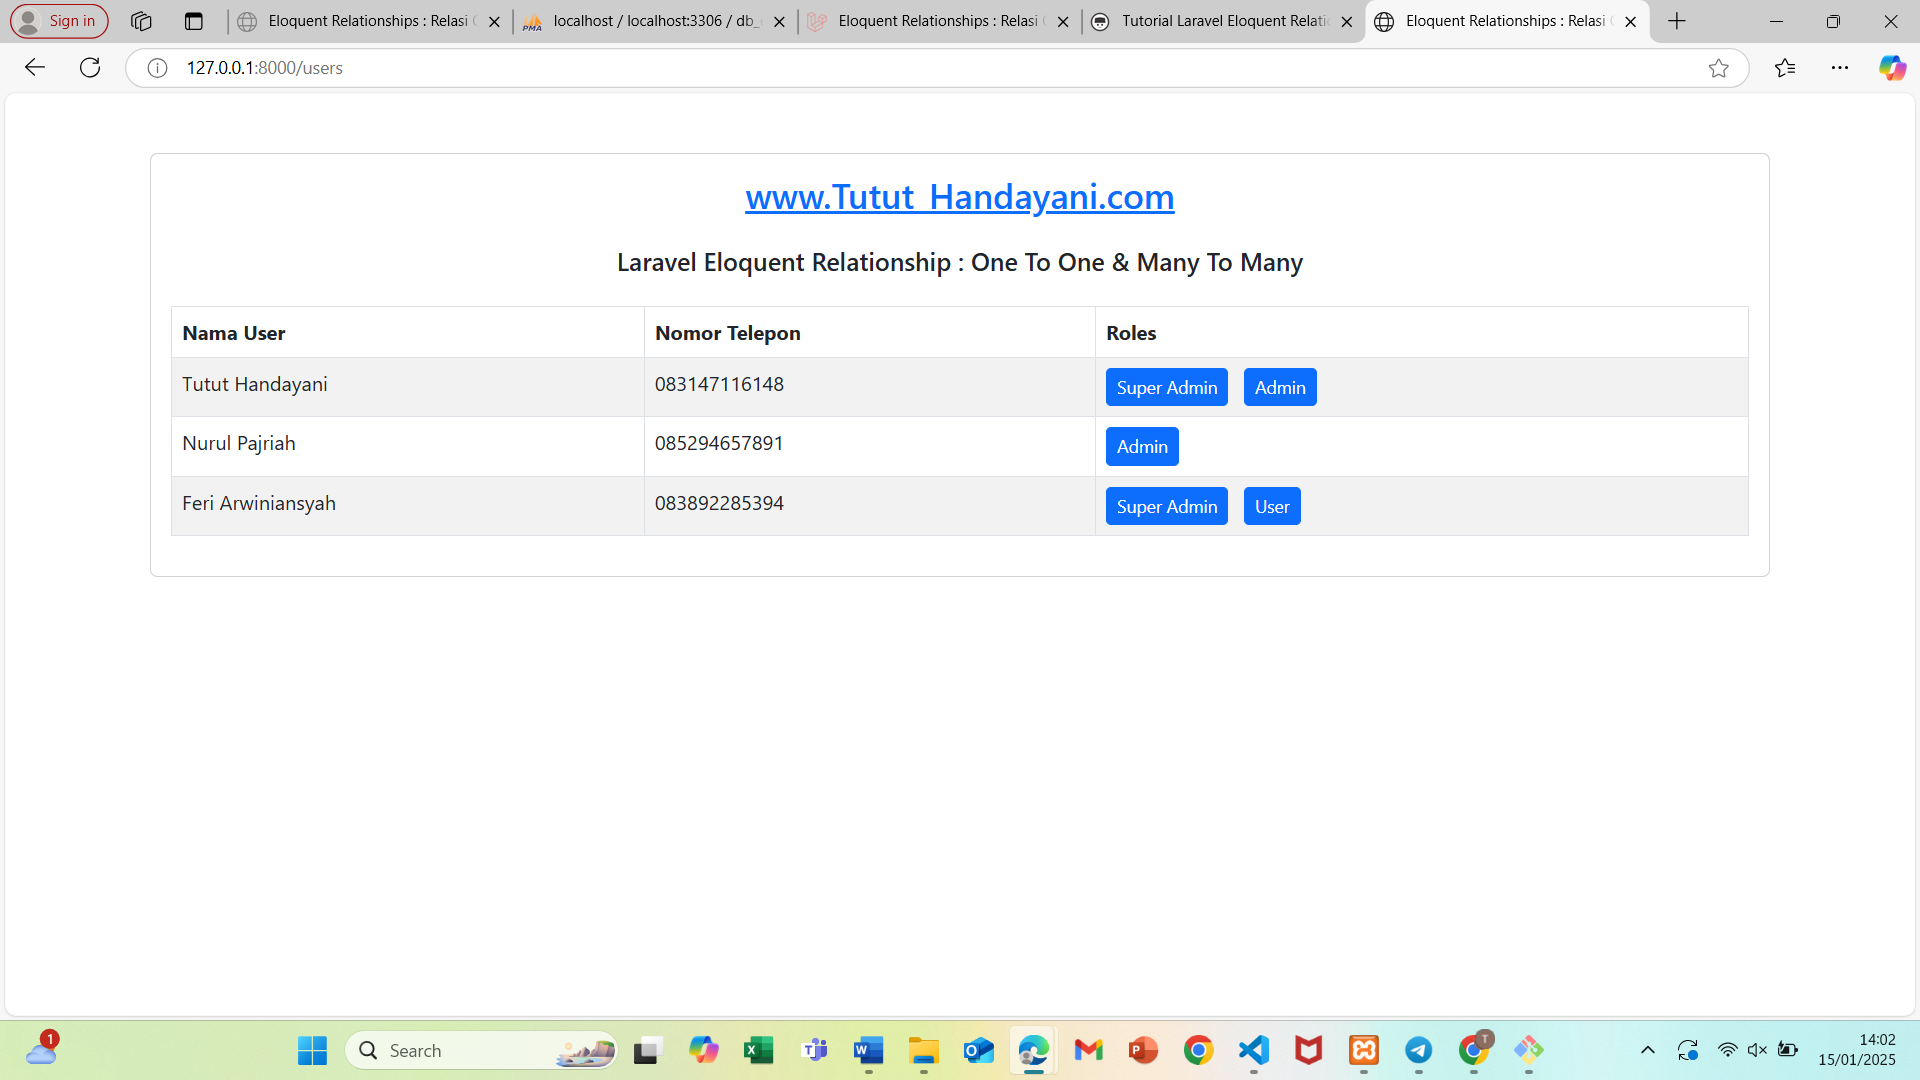 Sign in
Eloquent Relationships : Relasi
localhost / localhost:3306 / db_
Eloquent Relationships : Relasi
Tutorial Laravel Eloquent Relati
Eloquent Relationships : Relasi
127.0.0.1:8000/users
www.Tutut_Handayani.com
Laravel Eloquent Relationship : One To One & Many To Many
Nama User Nomor Telepon Roles
Tutut Handayani 083147116148 Super Admin Admin
Nurul Pajriah 085294657891 Admin
Feri Arwiniansyah 083892285394 Super Admin User
1
Search
14:02
15/01/2025